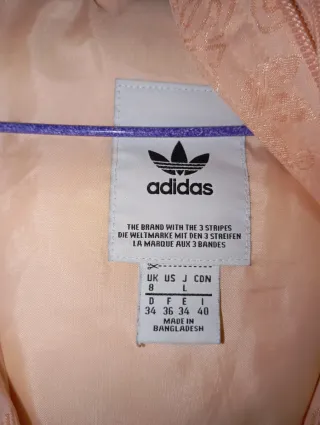 adidas
THE BRAND WITH THE 3 STRIPES
DIE WELTMARKE MIT DEN 3 STREIFEN
LA MARQUE AUX 3 BANDES
UK US J CDN
8 L
D F E I
34 36 34 40
MADE IN
BANGLADESH